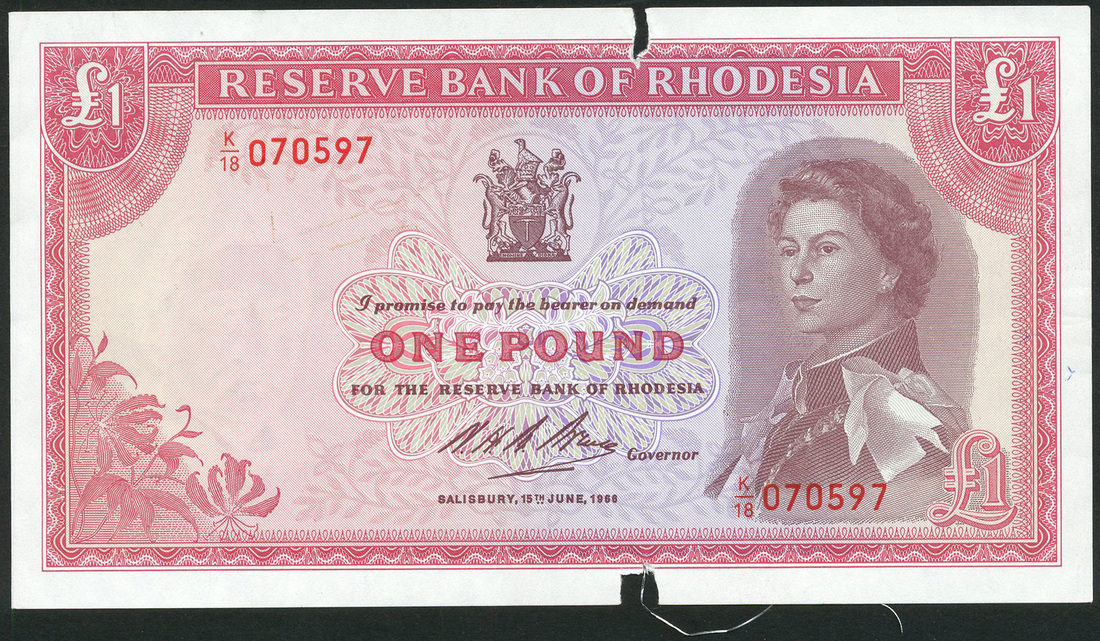 £1 RESERVE BANK OF RHODESIA £1
K/18 070597
I promise to pay the bearer on demand
ONE POUND
FOR THE RESERVE BANK OF RHODESIA
Governor
SALISBURY, 15TH JUNE, 1966
K/18 070597
£1